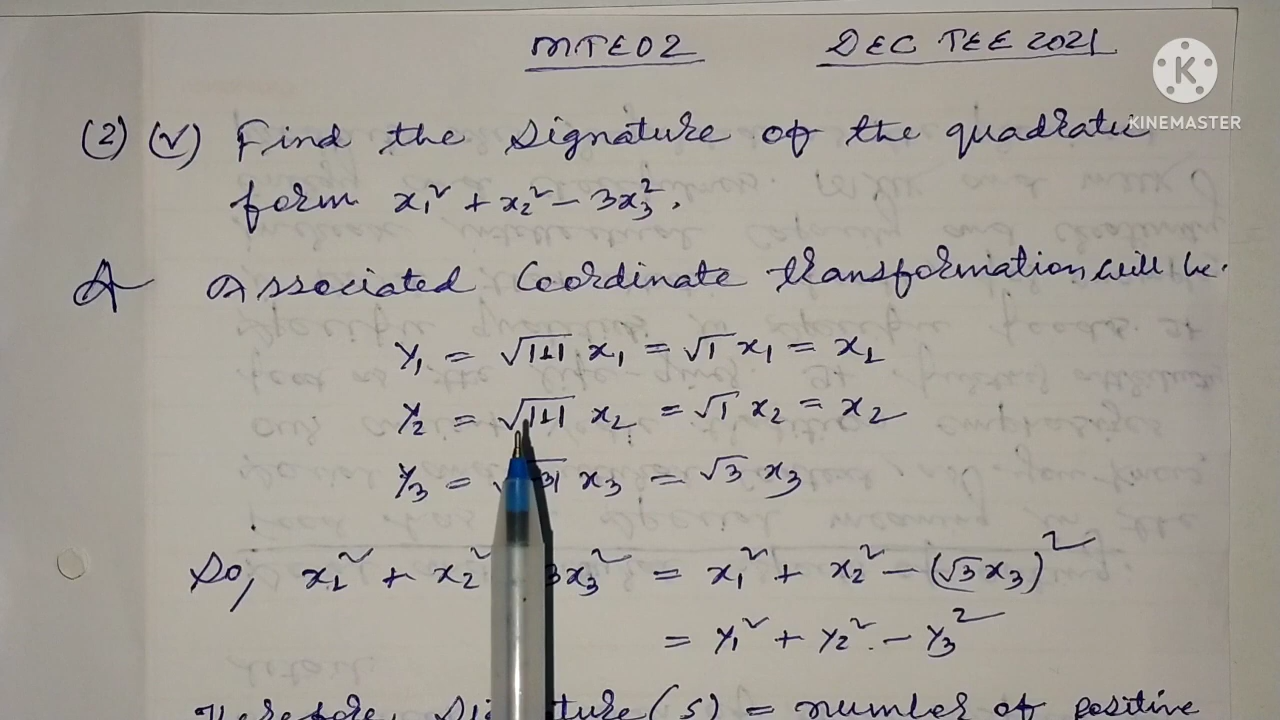 MTE02 DEC TEE 2021
KINEMASTER
(2) (v) Find the signature of the quadratic
form x₁² + x₂² - 3x₃².
A Associated Coordinate transformation will be.
Y₁ = √|1| x₁ = √1 x₁ = x₁
Y₂ = √|1| x₂ = √1 x₂ = x₂
Y₃ = √ 3| x₃ = √3 x₃
So, x₁² + x₂² 3x₃² = x₁² + x₂² - (√3 x₃)²
= Y₁² + Y₂² - Y₃²
Therefore, (S) = number of positive